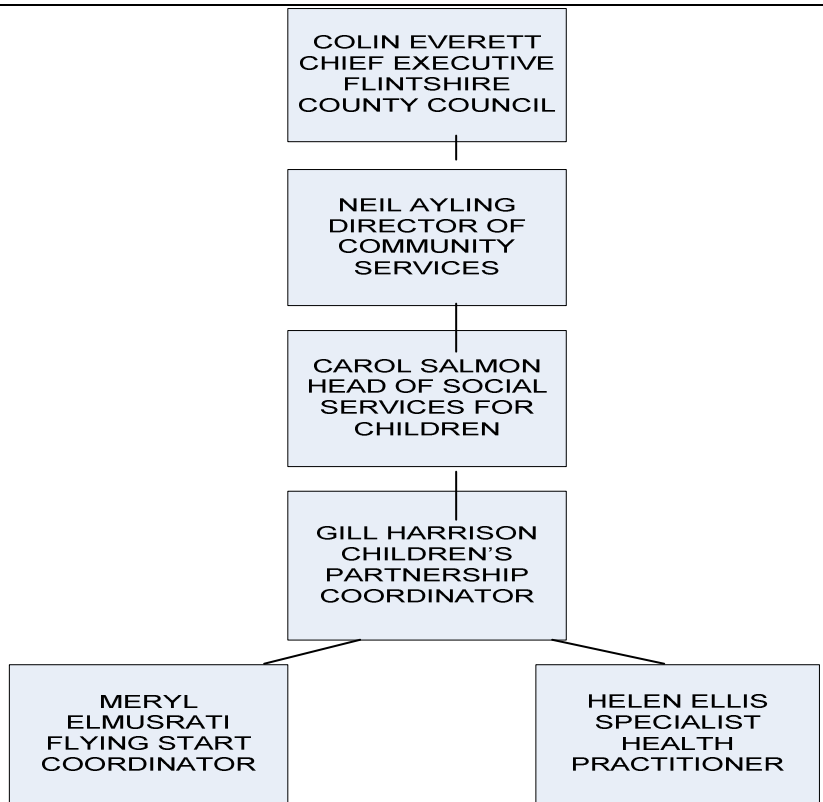 COLIN EVERETT
CHIEF EXECUTIVE
FLINTSHIRE
COUNTY COUNCIL
NEIL AYLING
DIRECTOR OF
COMMUNITY
SERVICES
CAROL SALMON
HEAD OF SOCIAL
SERVICES FOR
CHILDREN
GILL HARRISON
CHILDREN’S
PARTNERSHIP
COORDINATOR
MERYL
ELMUSRATI
FLYING START
COORDINATOR
HELEN ELLIS
SPECIALIST
HEALTH
PRACTITIONER